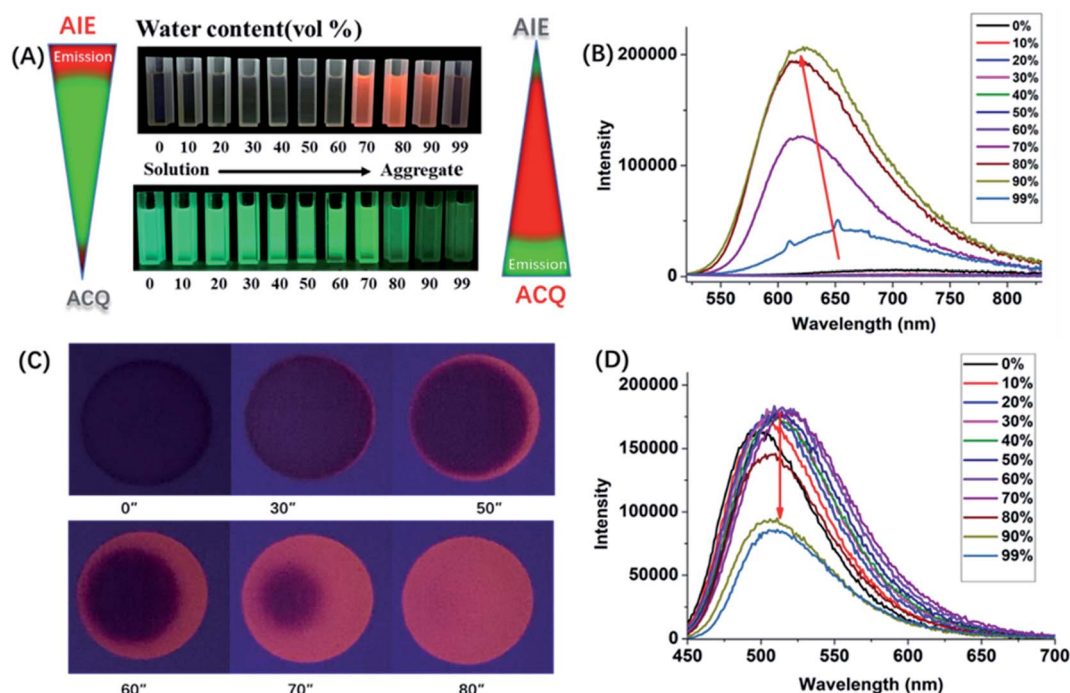 (A)
AIE
Emission
ACQ
Water content(vol %)
0 10 20 30 40 50 60 70 80 90 99
Solution Aggregate
0 10 20 30 40 50 60 70 80 90 99
AIE
Emission
ACQ
(B)
Intensity
200000
150000
100000
50000
0
550 600 650 700 750 800
Wavelength (nm)
0%
10%
20%
30%
40%
50%
60%
70%
80%
90%
99%
(C)
0" 30" 50"
60" 70" 80"
(D)
Intensity
200000
150000
100000
50000
0
450 500 550 600 650 700
Wavelength (nm)
0%
10%
20%
30%
40%
50%
60%
70%
80%
90%
99%